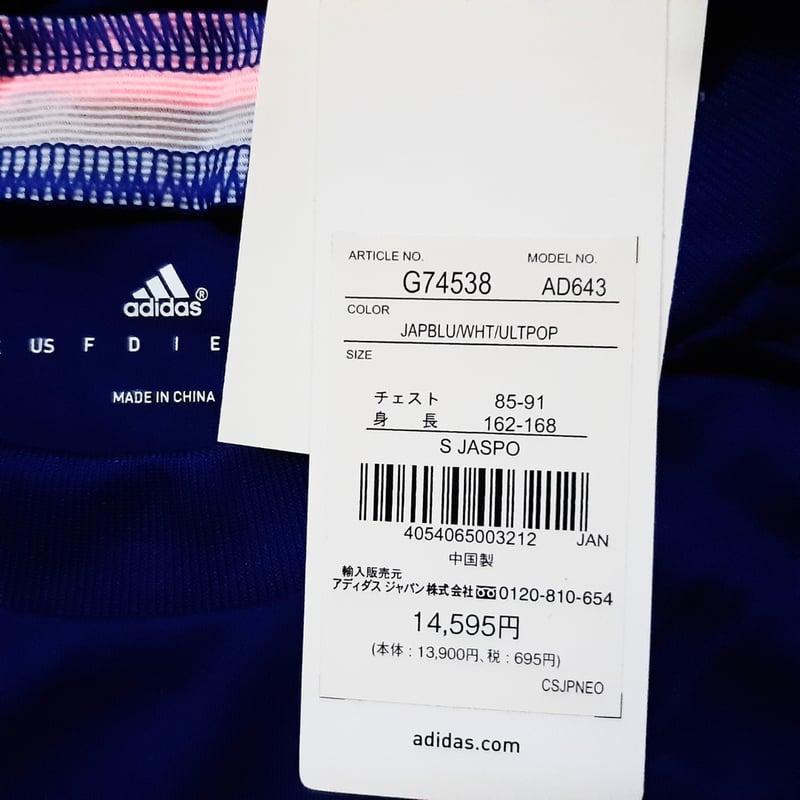 adidas®
US F D I E
MADE IN CHINA
ARTICLE NO. MODEL NO.
G74538 AD643
COLOR
JAPBLU/WHT/ULTPOP
SIZE
チェスト 85-91
身長 162-168
S JASPO
4054065003212 JAN
中国製
輸入販売元
アディダス ジャパン株式会社 0120-810-654
14,595円
(本体:13,900円、税:695円)
CSJPNEO
adidas.com